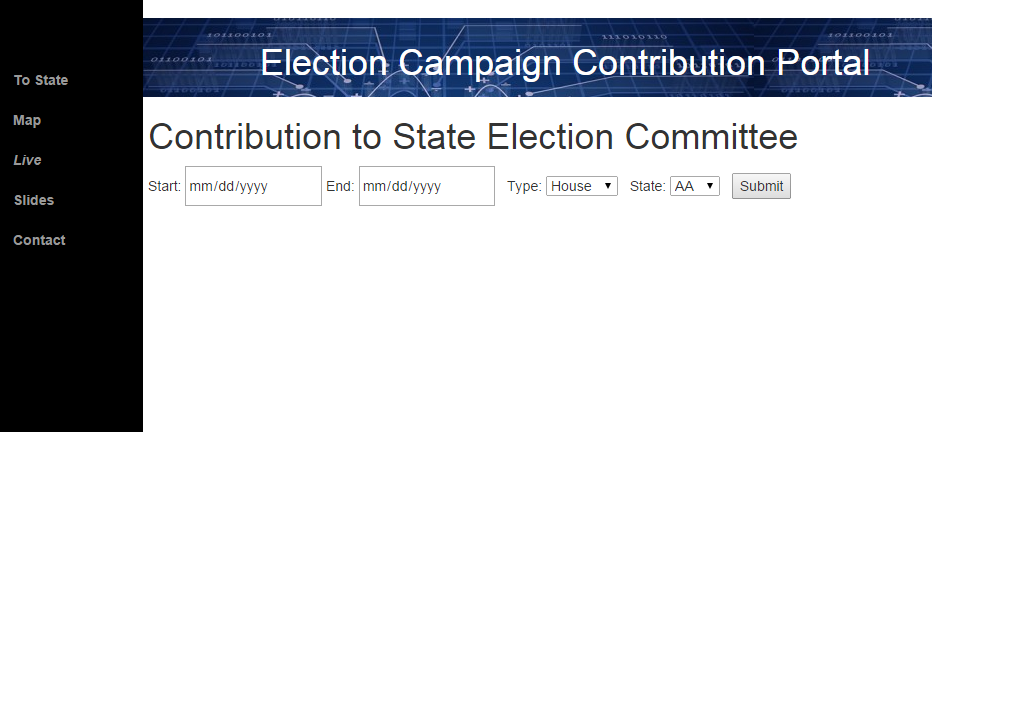 To State
Map
Live
Slides
Contact
Election Campaign Contribution Portal
Contribution to State Election Committee
Start: mm/dd/yyyy End: mm/dd/yyyy Type: House State: AA Submit